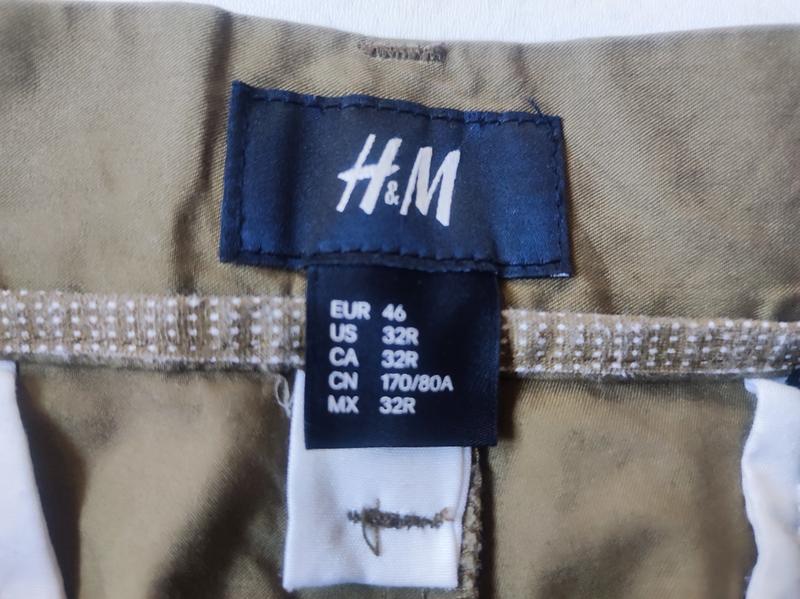 H&M
EUR 46
US 32R
CA 32R
CN 170/80A
MX 32R